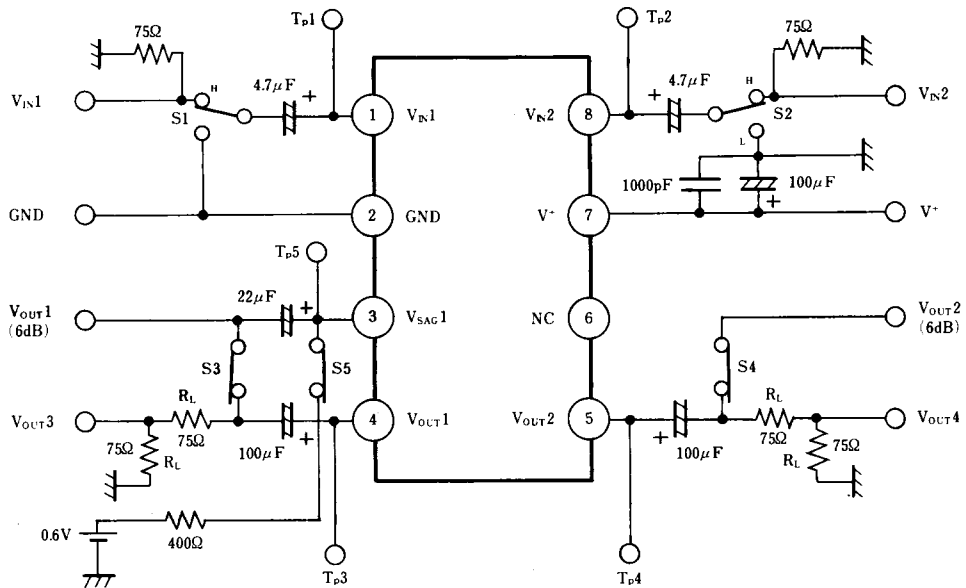 Tp1
Tp2
75Ω
75Ω
4.7μF
+
4.7μF
+
H
H
VIN1
S1
1
VIN1
VIN2
8
S2
VIN2
L
1000pF
100μF
+
GND
2
GND
V+
7
V+
Tp5
22μF
+
VOUT1
(6dB)
3
VSAG1
NC
6
VOUT2
(6dB)
S3
S5
S4
RL
RL
VOUT3
75Ω
4
VOUT1
VOUT2
5
75Ω
VOUT4
75Ω
RL
100μF
+
+
100μF
RL
75Ω
0.6V
400Ω
Tp3
Tp4